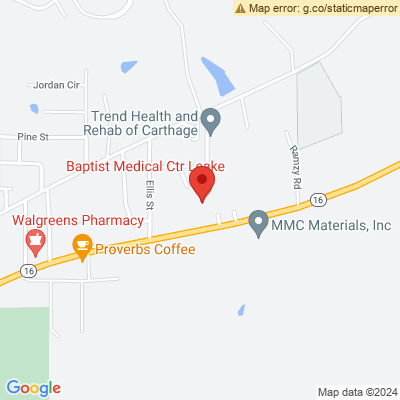 Map error: g.co/staticmaperror
Jordan Cir
Trend Health and
Rehab of Carthage
Pine St
Ramzy Rd
Baptist Medical Ctr Leake
Ellis St
16
Walgreens Pharmacy
MMC Materials, Inc
Proverbs Coffee
16
Google
Map data ©2024